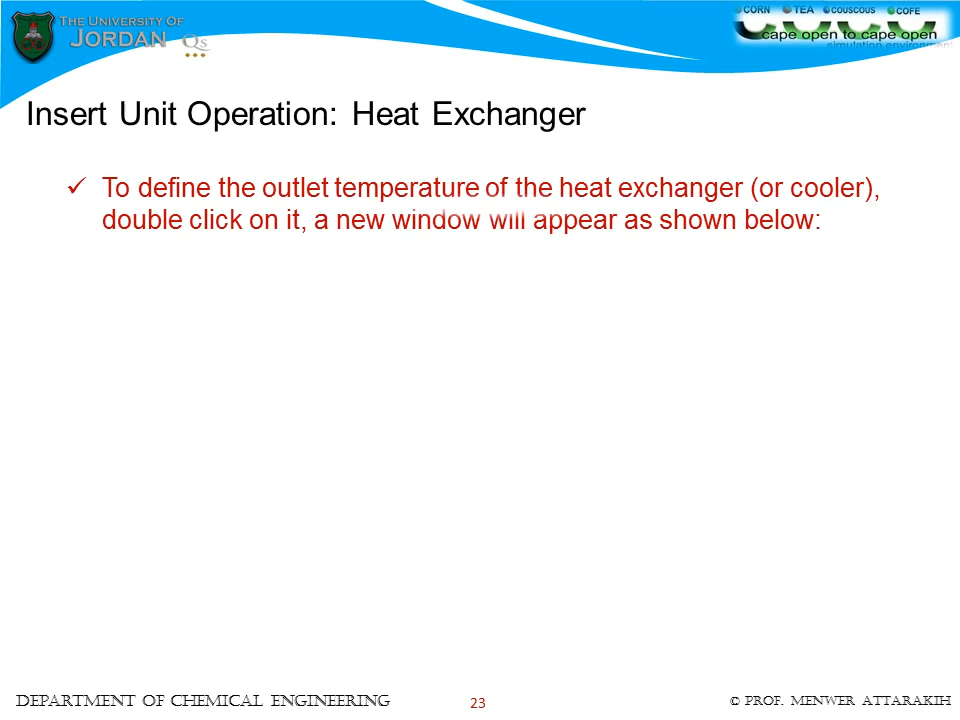 THE UNIVERSITY OF
JORDAN
QS
CORN TEA COUSCOUS COFE
cape open to cape open
simulation environment
Insert Unit Operation: Heat Exchanger
✓ To define the outlet temperature of the heat exchanger (or cooler),
double click on it, a new window will appear as shown below:
DEPARTMENT OF CHEMICAL ENGINEERING
23
© PROF. MENWER ATTARAKIH